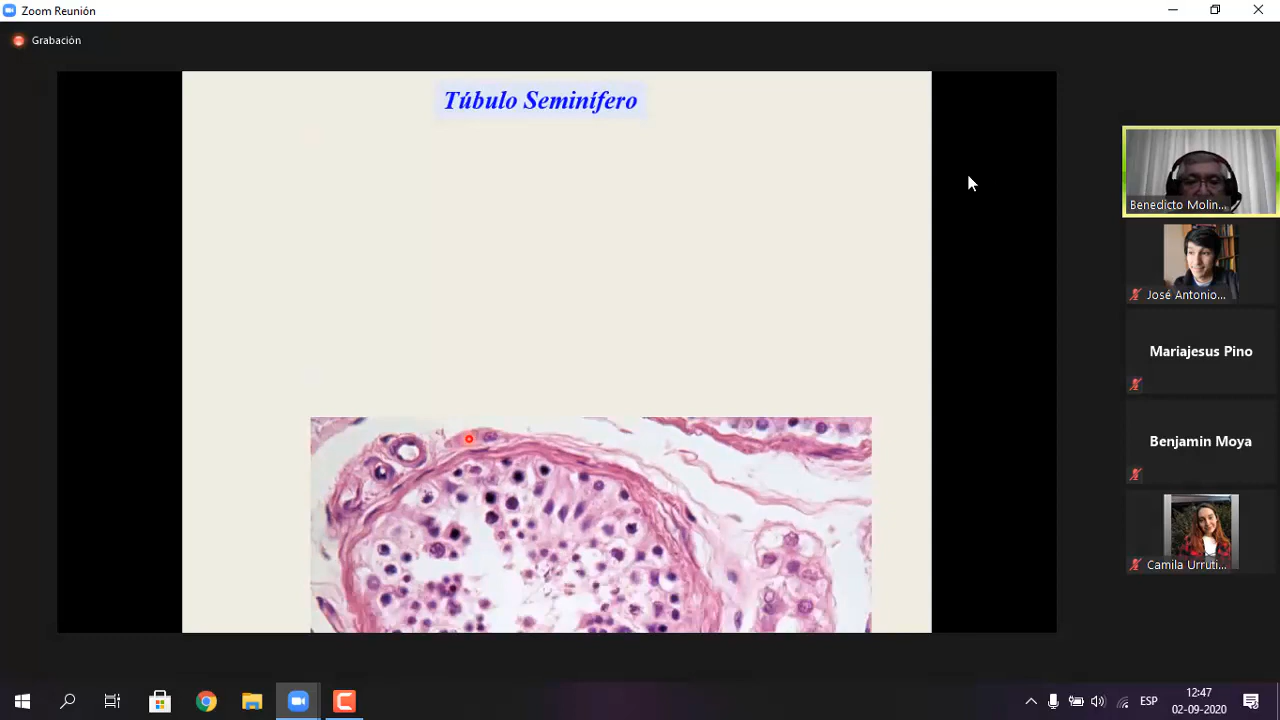 Zoom Reunión
Grabación
Túbulo Seminífero
Benedicto Molin...
José Antonio...
Mariajesus Pino
Benjamin Moya
Camila Urruti...
ESP
12:47
02-09-2020